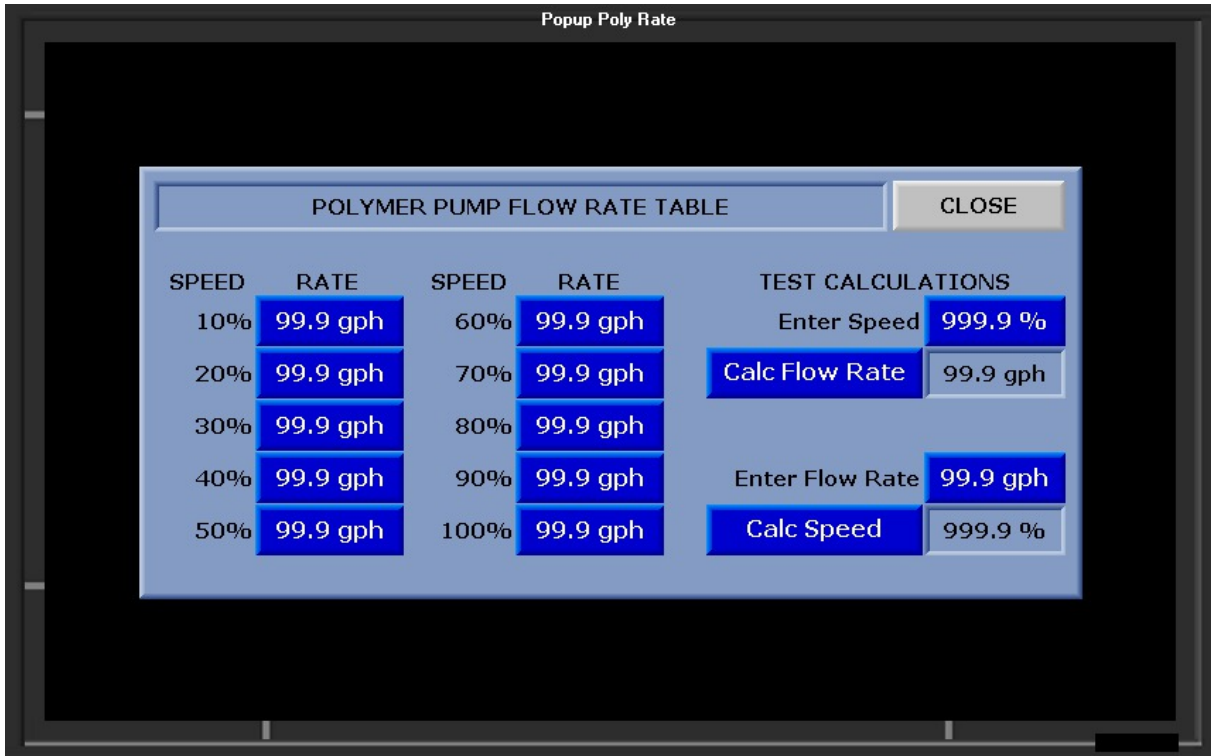 Popup Poly Rate
POLYMER PUMP FLOW RATE TABLE CLOSE
SPEED RATE SPEED RATE TEST CALCULATIONS
10% 99.9 gph 60% 99.9 gph Enter Speed 999.9 %
20% 99.9 gph 70% 99.9 gph Calc Flow Rate 99.9 gph
30% 99.9 gph 80% 99.9 gph
40% 99.9 gph 90% 99.9 gph Enter Flow Rate 99.9 gph
50% 99.9 gph 100% 99.9 gph Calc Speed 999.9 %